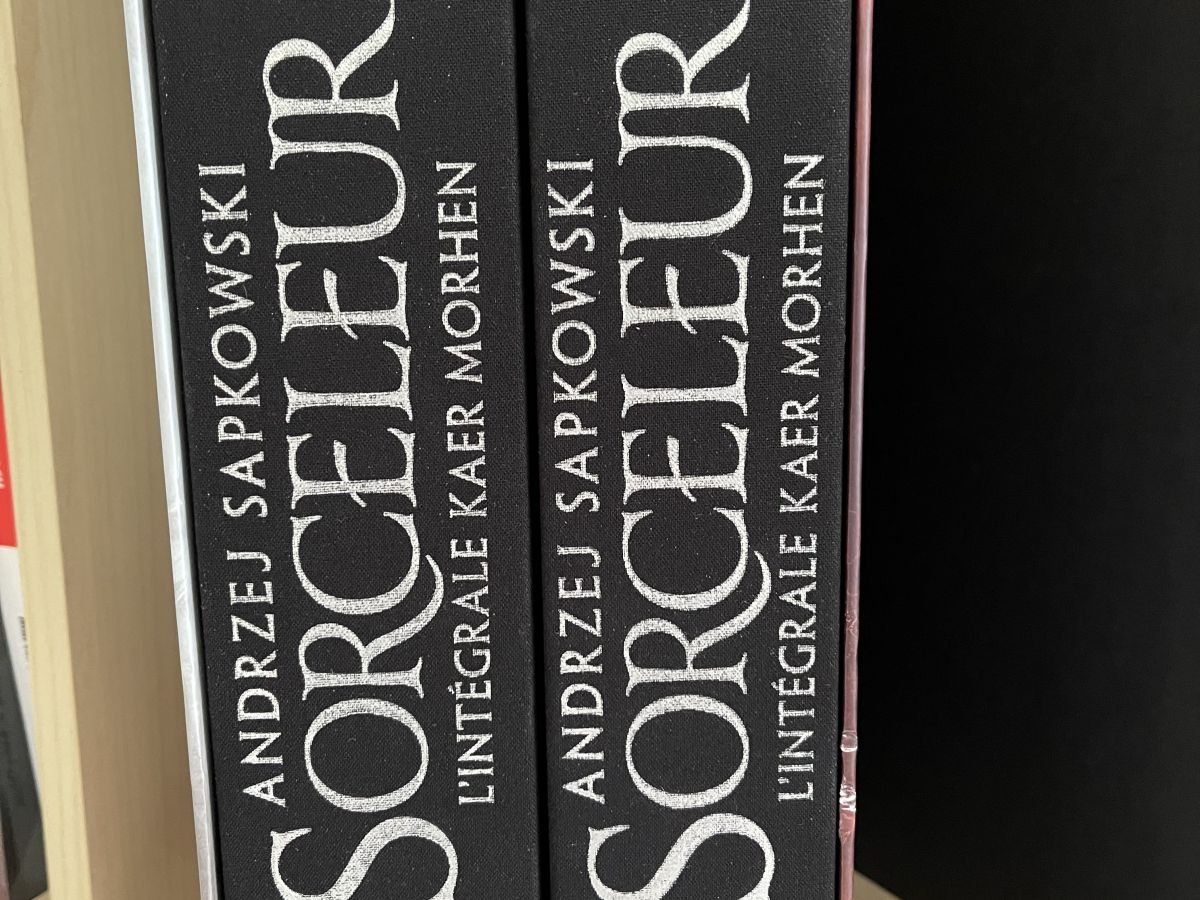 ANDRZEJ SAPKOWSKI
SORCELEUR
L'INTÉGRALE KAER MORHEN
ANDRZEJ SAPKOWSKI
SORCELEUR
L'INTÉGRALE KAER MORHEN